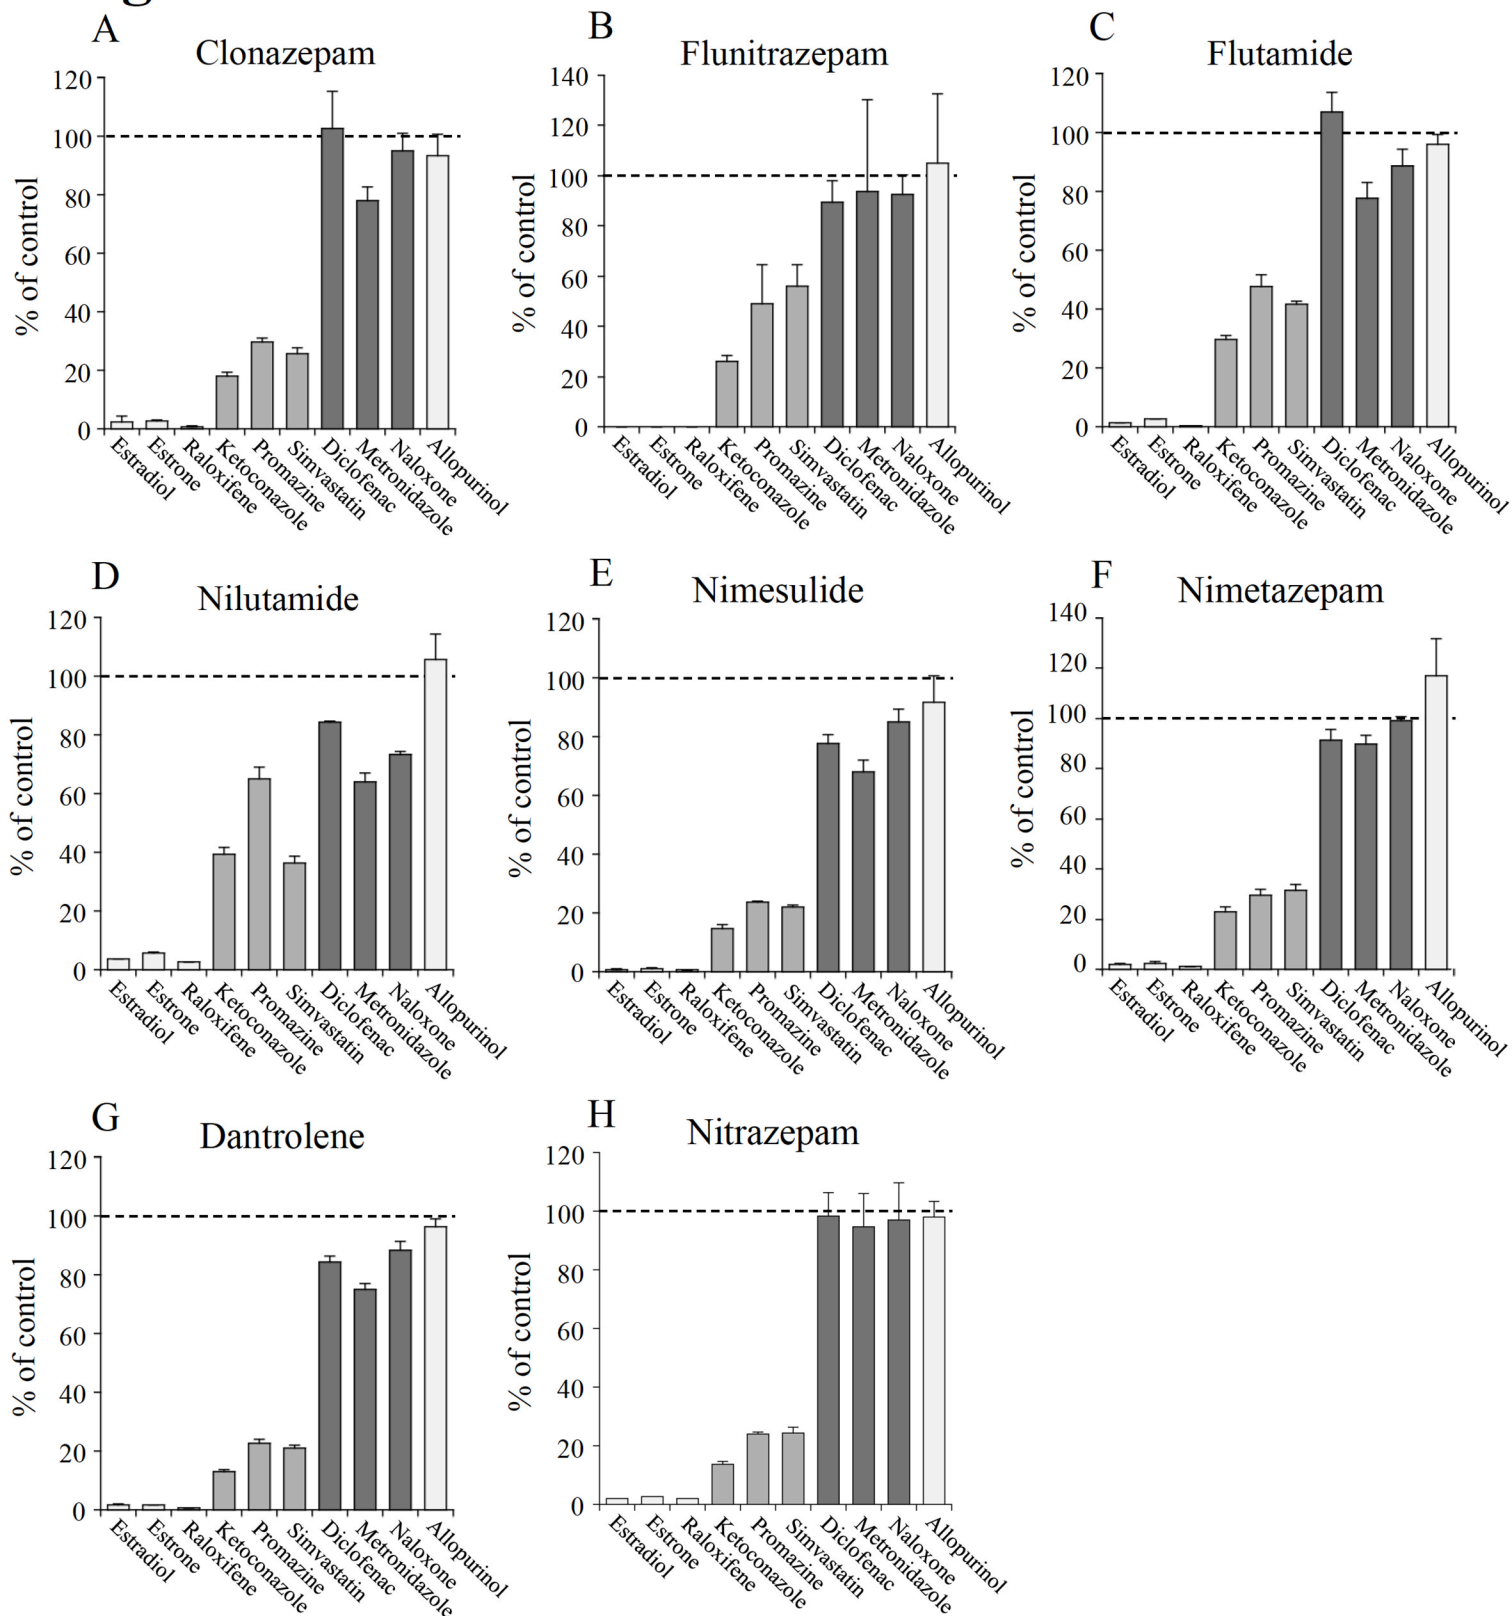 A
Clonazepam
% of control
120
100
80
60
40
20
0
Estradiol
Estrone
Raloxifene
Ketoconazole
Promazine
Simvastatin
Diclofenac
Metronidazole
Naloxone
Allopurinol
B
Flunitrazepam
% of control
140
120
100
80
60
40
20
0
Estradiol
Estrone
Raloxifene
Ketoconazole
Promazine
Simvastatin
Diclofenac
Metronidazole
Naloxone
Allopurinol
C
Flutamide
% of control
120
100
80
60
40
20
0
Estradiol
Estrone
Raloxifene
Ketoconazole
Promazine
Simvastatin
Diclofenac
Metronidazole
Naloxone
Allopurinol
D
Nilutamide
% of control
120
100
80
60
40
20
0
Estradiol
Estrone
Raloxifene
Ketoconazole
Promazine
Simvastatin
Diclofenac
Metronidazole
Naloxone
Allopurinol
E
Nimesulide
% of control
120
100
80
60
40
20
0
Estradiol
Estrone
Raloxifene
Ketoconazole
Promazine
Simvastatin
Diclofenac
Metronidazole
Naloxone
Allopurinol
F
Nimetazepam
% of control
140
120
100
80
60
40
20
0
Estradiol
Estrone
Raloxifene
Ketoconazole
Promazine
Simvastatin
Diclofenac
Metronidazole
Naloxone
Allopurinol
G
Dantrolene
% of control
120
100
80
60
40
20
0
Estradiol
Estrone
Raloxifene
Ketoconazole
Promazine
Simvastatin
Diclofenac
Metronidazole
Naloxone
Allopurinol
H
Nitrazepam
% of control
120
100
80
60
40
20
0
Estradiol
Estrone
Raloxifene
Ketoconazole
Promazine
Simvastatin
Diclofenac
Metronidazole
Naloxone
Allopurinol